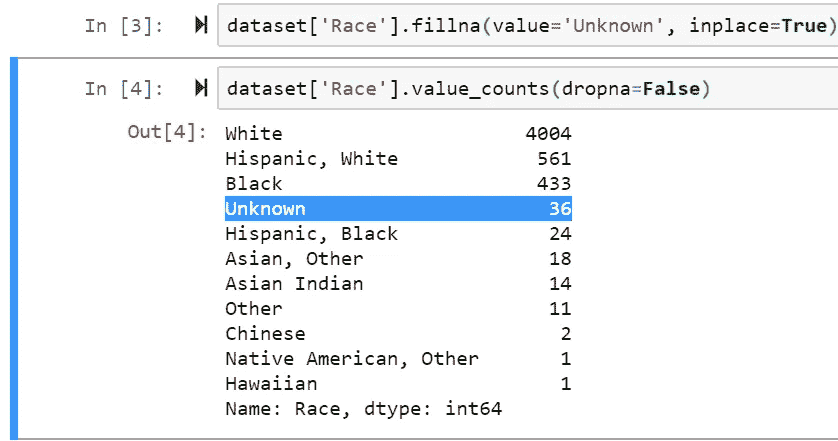 In [3]: dataset['Race'].fillna(value='Unknown', inplace=True)
In [4]: dataset['Race'].value_counts(dropna=False)
Out[4]: White 4004
Hispanic, White 561
Black 433
Unknown 36
Hispanic, Black 24
Asian, Other 18
Asian Indian 14
Other 11
Chinese 2
Native American, Other 1
Hawaiian 1
Name: Race, dtype: int64